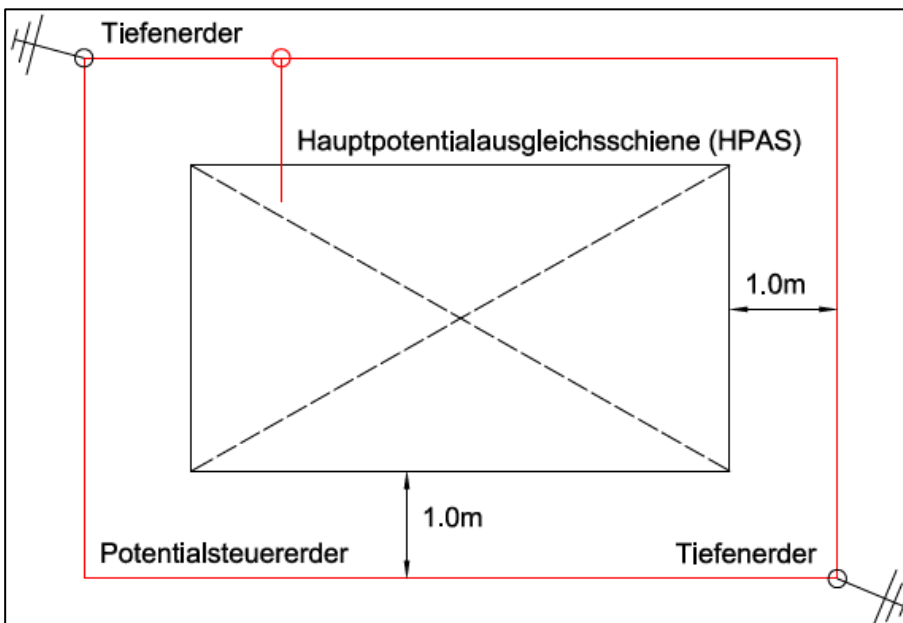 Tiefenerder
Hauptpotentialausgleichsschiene (HPAS)
1.0m
1.0m
Potentialsteuererder
Tiefenerder